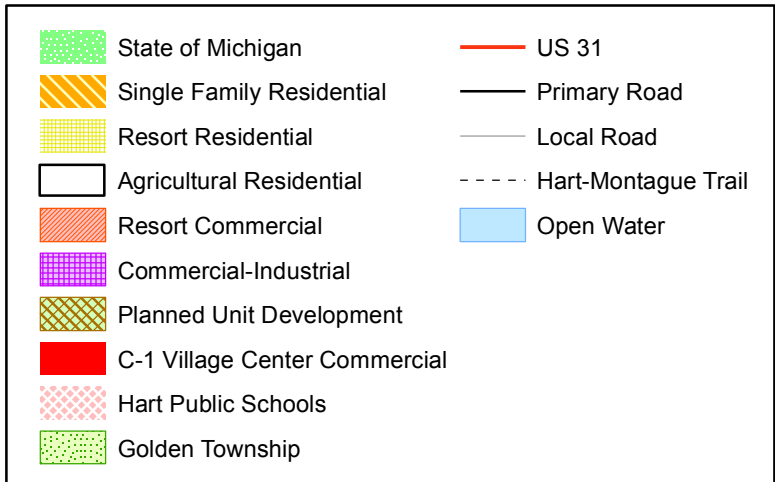 State of Michigan
Single Family Residential
Resort Residential
Agricultural Residential
Resort Commercial
Commercial-Industrial
Planned Unit Development
C-1 Village Center Commercial
Hart Public Schools
Golden Township
US 31
Primary Road
Local Road
Hart-Montague Trail
Open Water